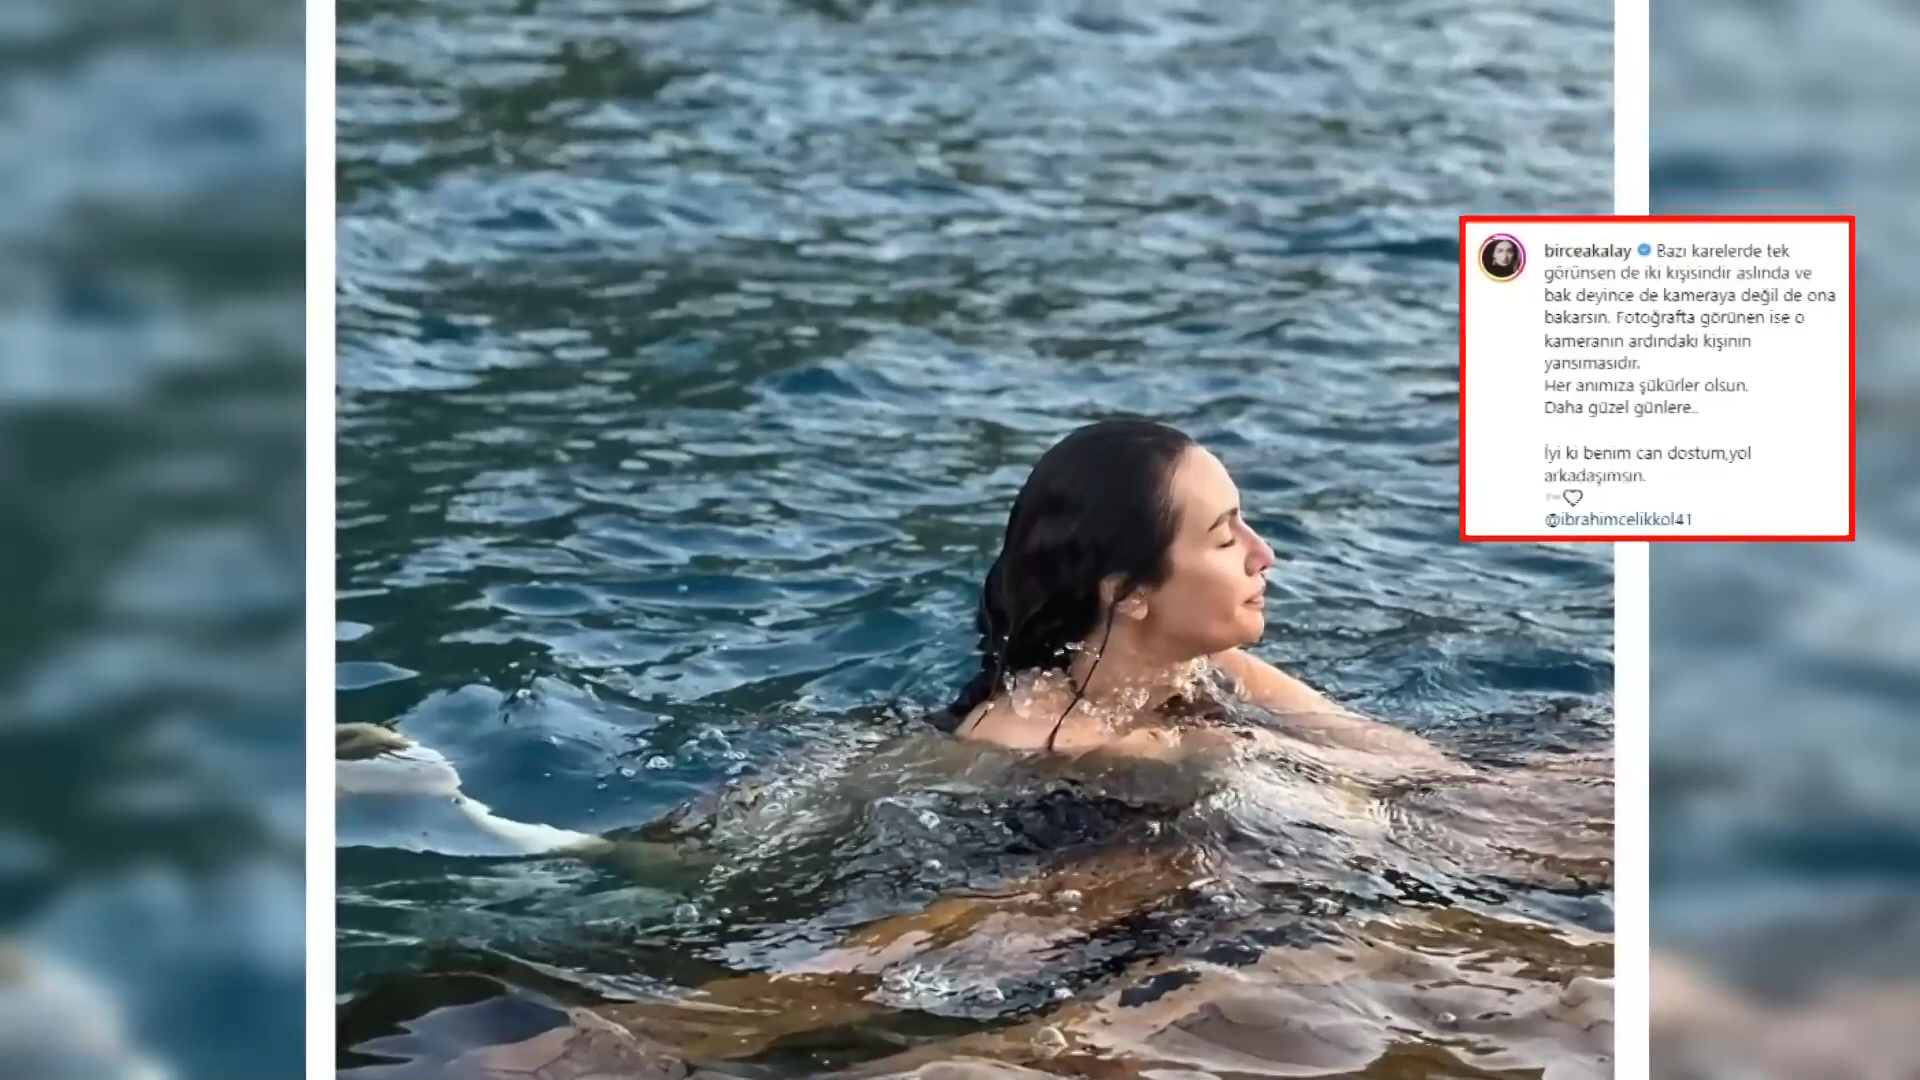 birceakalay Bazı karelerde tek
görünsen de iki kişisindir aslında ve
bak deyince de kameraya değil de ona
bakarsın. Fotoğrafta görünen ise o
kameranın ardındaki kişinin
yansımasıdır.
Her anımıza şükürler olsun.
Daha güzel günlere..
İyi ki benim can dostum,yol
arkadaşımsın.
@ibrahimcelikkol41